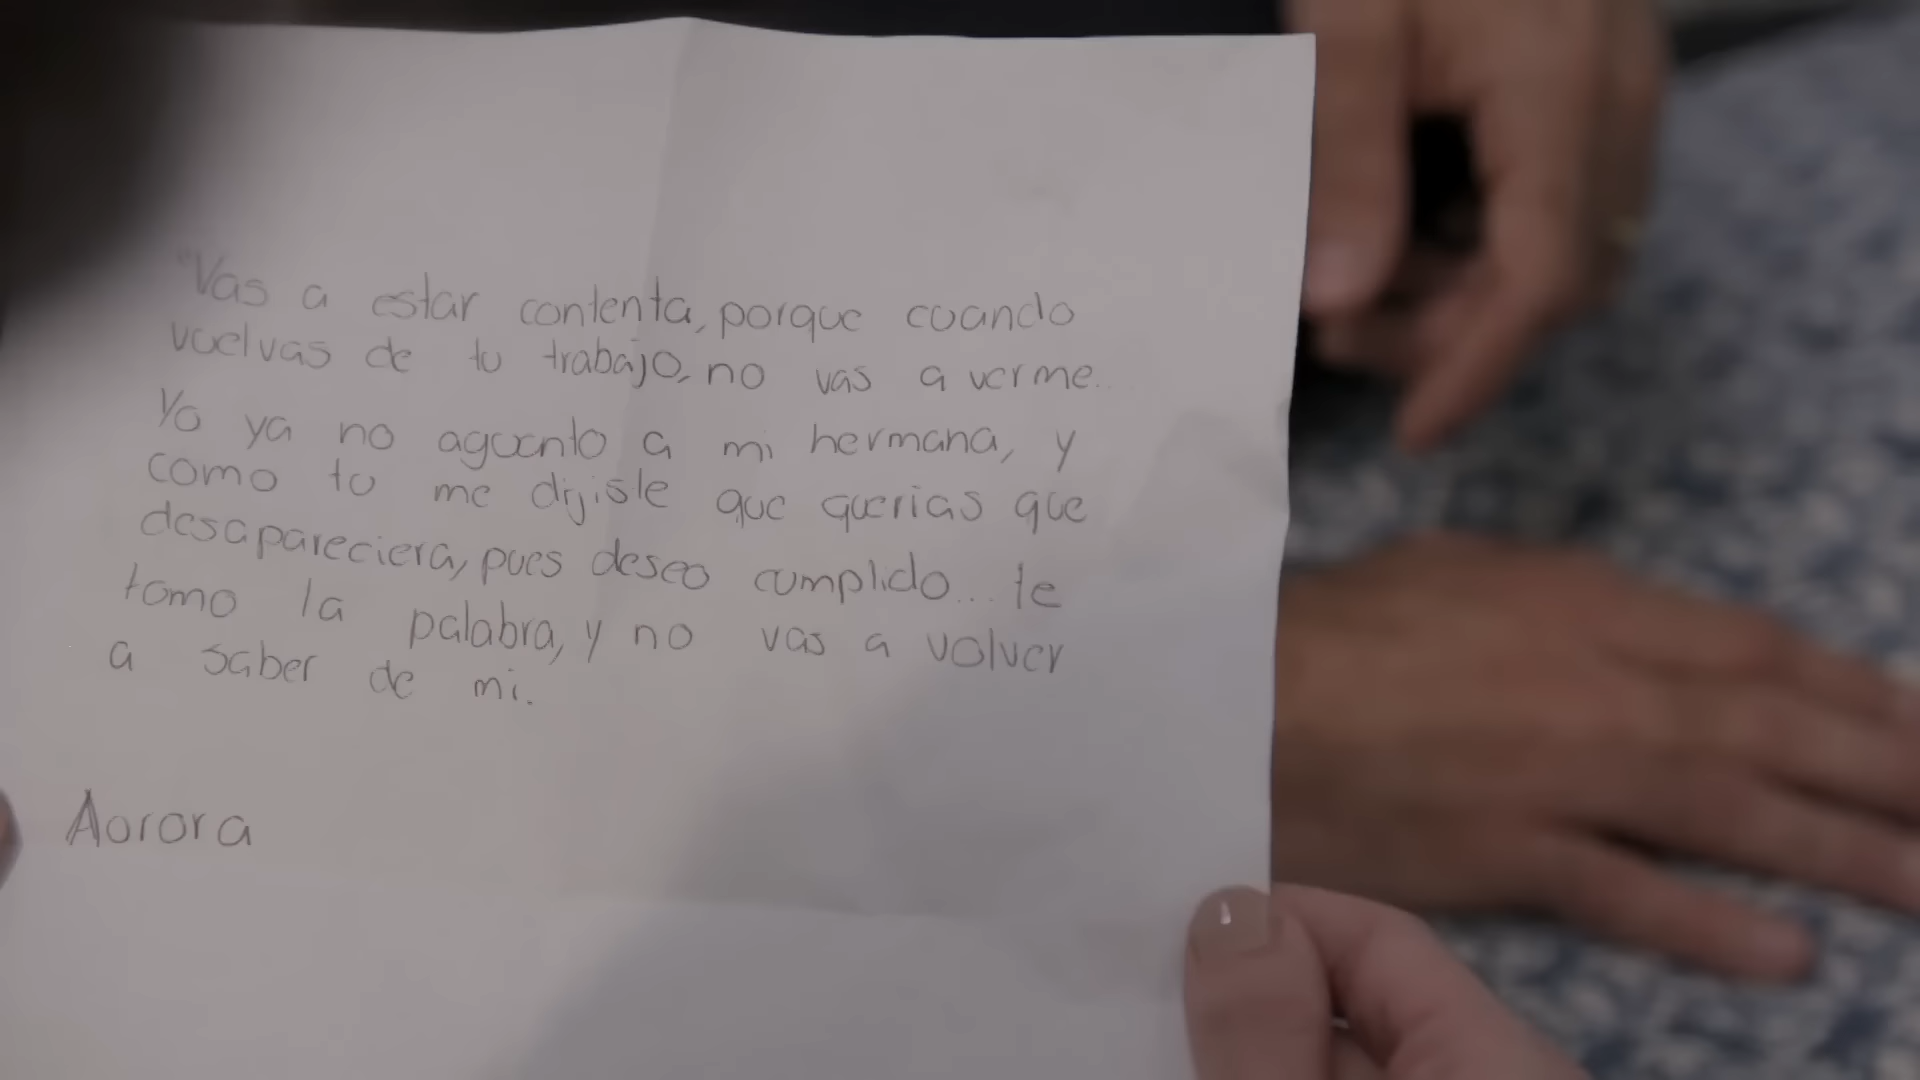 "Vas a estar contenta, porque cuando
vuelvas de tu trabajo, no vas a verme..
Yo ya no aguanto a mi hermana, y
como tu me dijiste que querias que
desapareciera, pues deseo cumplido... te
tomo la palabra, y no vas a volver
a saber de mi.
Aurora